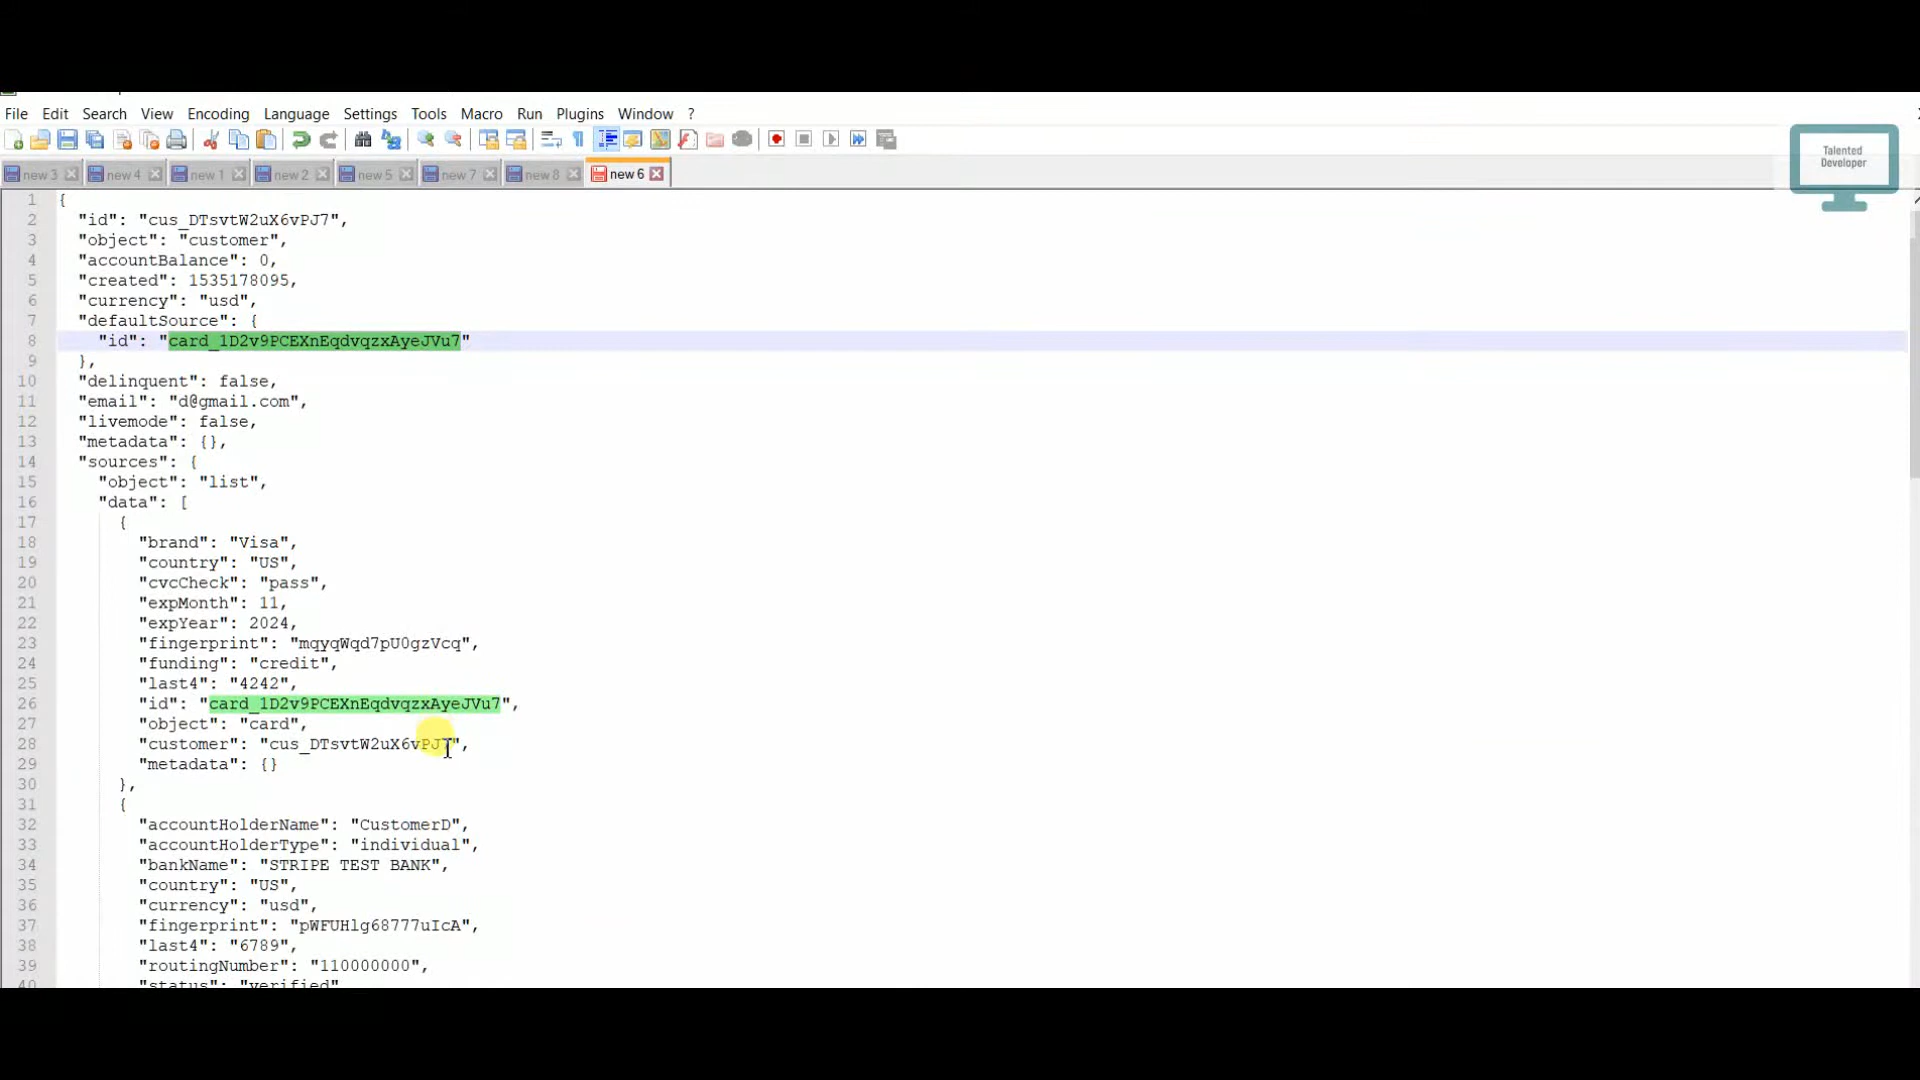 File Edit Search View Encoding Language Settings Tools Macro Run Plugins Window ?
new 3 new 4 new 1 new 2 new 5 new 7 new 8 new 6
Talented
Developer
1 {
2 "id": "cus_DTsvtW2uX6vPJ7",
3 "object": "customer",
4 "accountBalance": 0,
5 "created": 1535178095,
6 "currency": "usd",
7 "defaultSource": {
8 "id": "card_1D2v9PCEXnEqdvqzxAyeJVu7"
9 },
10 "delinquent": false,
11 "email": "d@gmail.com",
12 "livemode": false,
13 "metadata": {},
14 "sources": {
15 "object": "list",
16 "data": [
17 {
18 "brand": "Visa",
19 "country": "US",
20 "cvcCheck": "pass",
21 "expMonth": 11,
22 "expYear": 2024,
23 "fingerprint": "mqyqWqd7pU0gzVcq",
24 "funding": "credit",
25 "last4": "4242",
26 "id": "card_1D2v9PCEXnEqdvqzxAyeJVu7",
27 "object": "card",
28 "customer": "cus_DTsvtW2uX6vPJ7",
29 "metadata": {}
30 },
31 {
32 "accountHolderName": "CustomerD",
33 "accountHolderType": "individual",
34 "bankName": "STRIPE TEST BANK",
35 "country": "US",
36 "currency": "usd",
37 "fingerprint": "pWFUHlg68777uIcA",
38 "last4": "6789",
39 "routingNumber": "110000000",
40 "status": "verified"